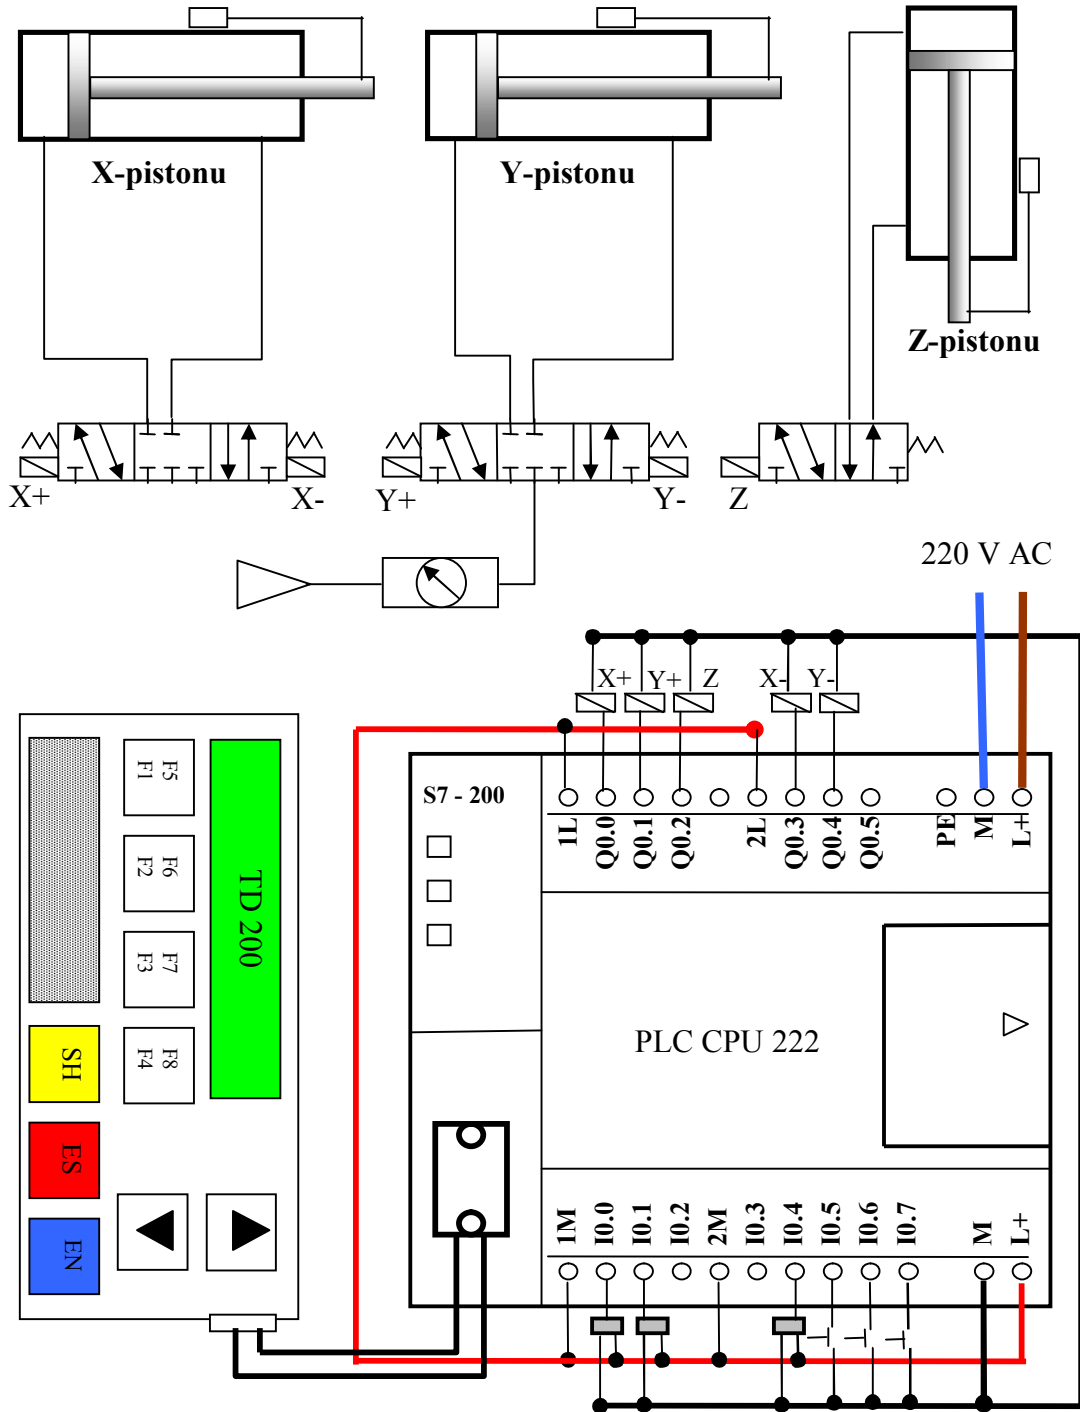 X-pistonu
Y-pistonu
Z-pistonu
X+
X-
Y+
Y-
Z
220 V AC
X+
Y+
Z
X-
Y-
S7 - 200
1L
Q0.0
Q0.1
Q0.2
2L
Q0.3
Q0.4
Q0.5
PE
M
L+
F5
F1
F6
F2
F7
F3
F8
F4
TD 200
SH
ES
EN
PLC CPU 222
1M
I0.0
I0.1
I0.2
2M
I0.3
I0.4
I0.5
I0.6
I0.7
M
L+